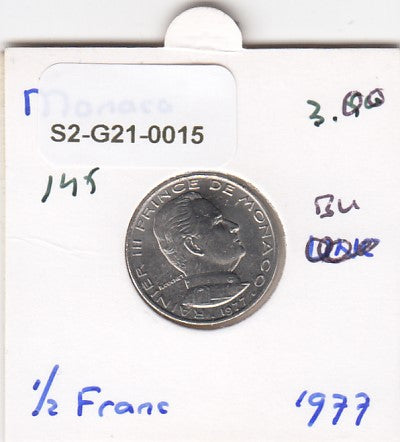 Monaco
S2-G21-0015
3.00
145
BU
RAINIER III PRINCE DE MONACO 1977
½ Franc
1977